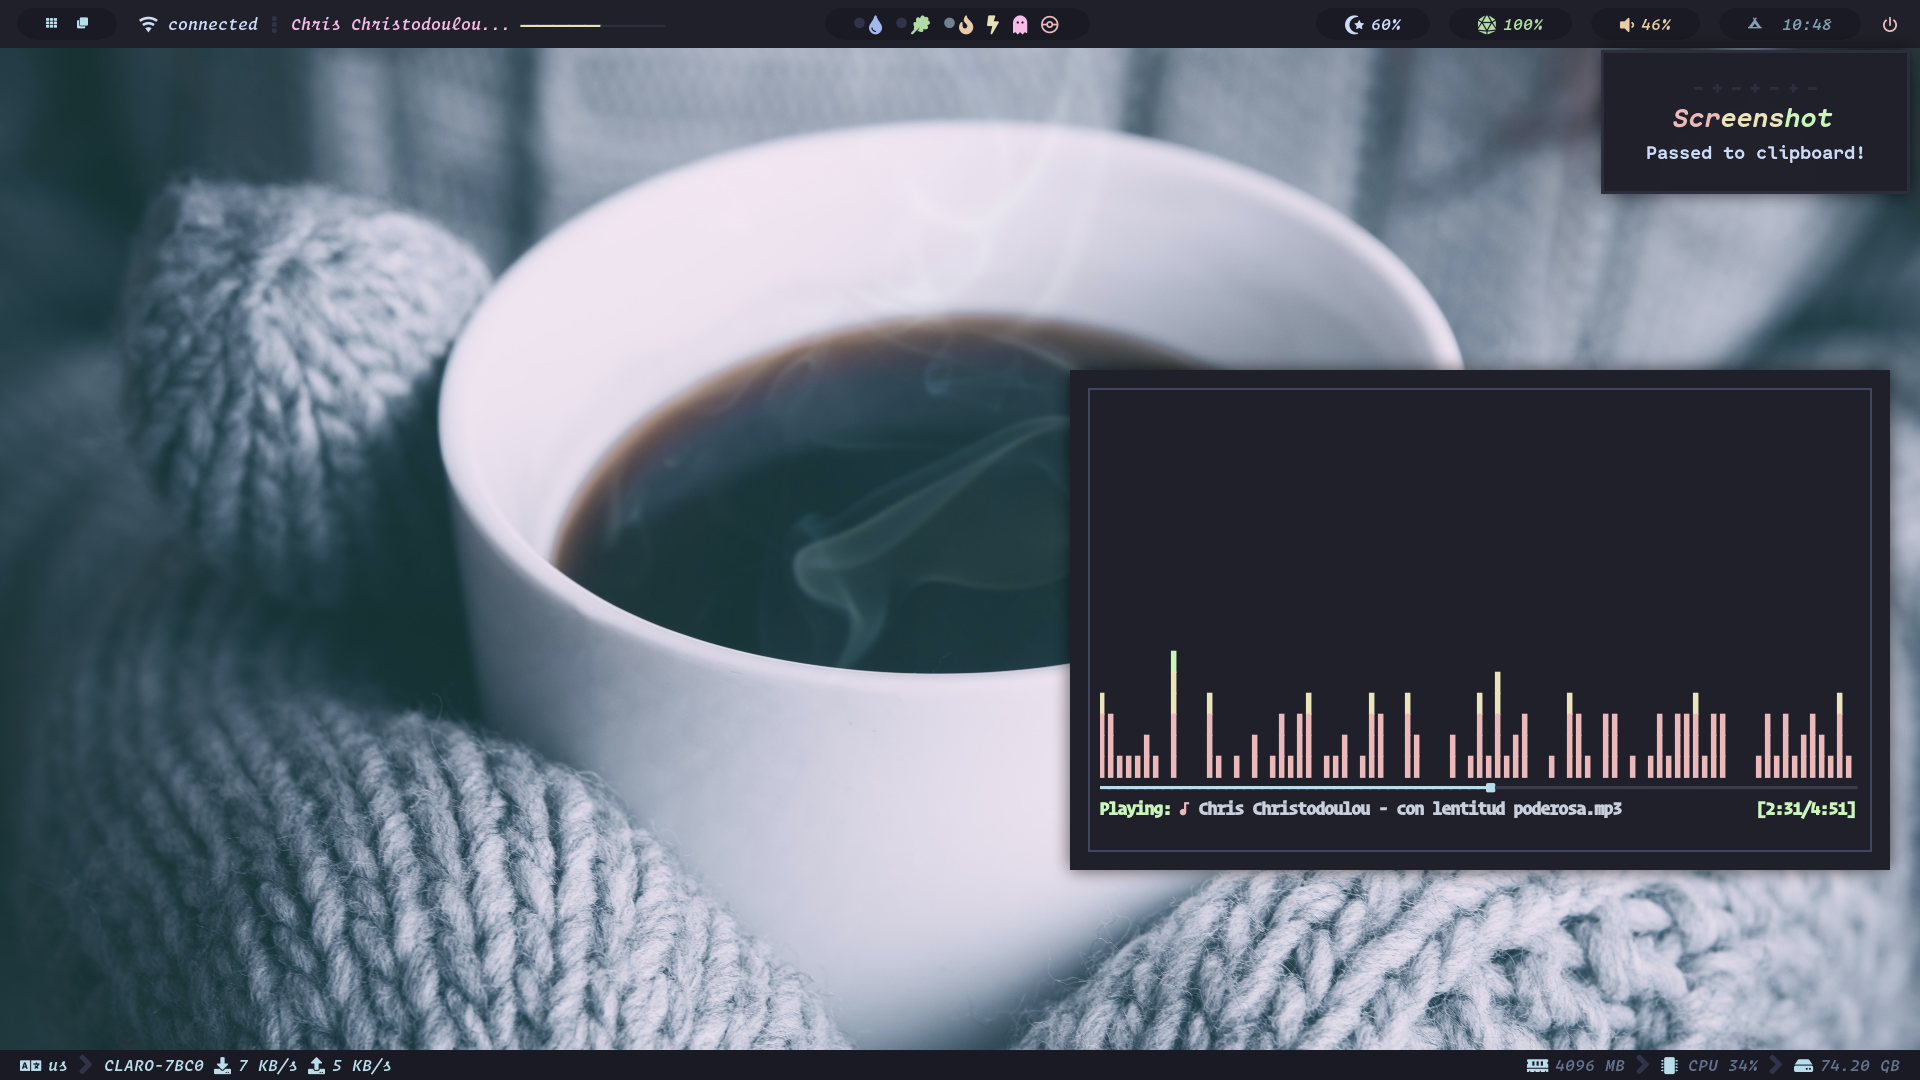 connected
Chris Christodoulou...
60%
100%
46%
10:48
Screenshot
Passed to clipboard!
Playing: ♪ Chris Christodoulou - con lentitud poderosa.mp3 [2:31/4:51]
us
CLARO-7BC0 7 KB/s 5 KB/s
4096 MB
CPU 34%
74.20 GB